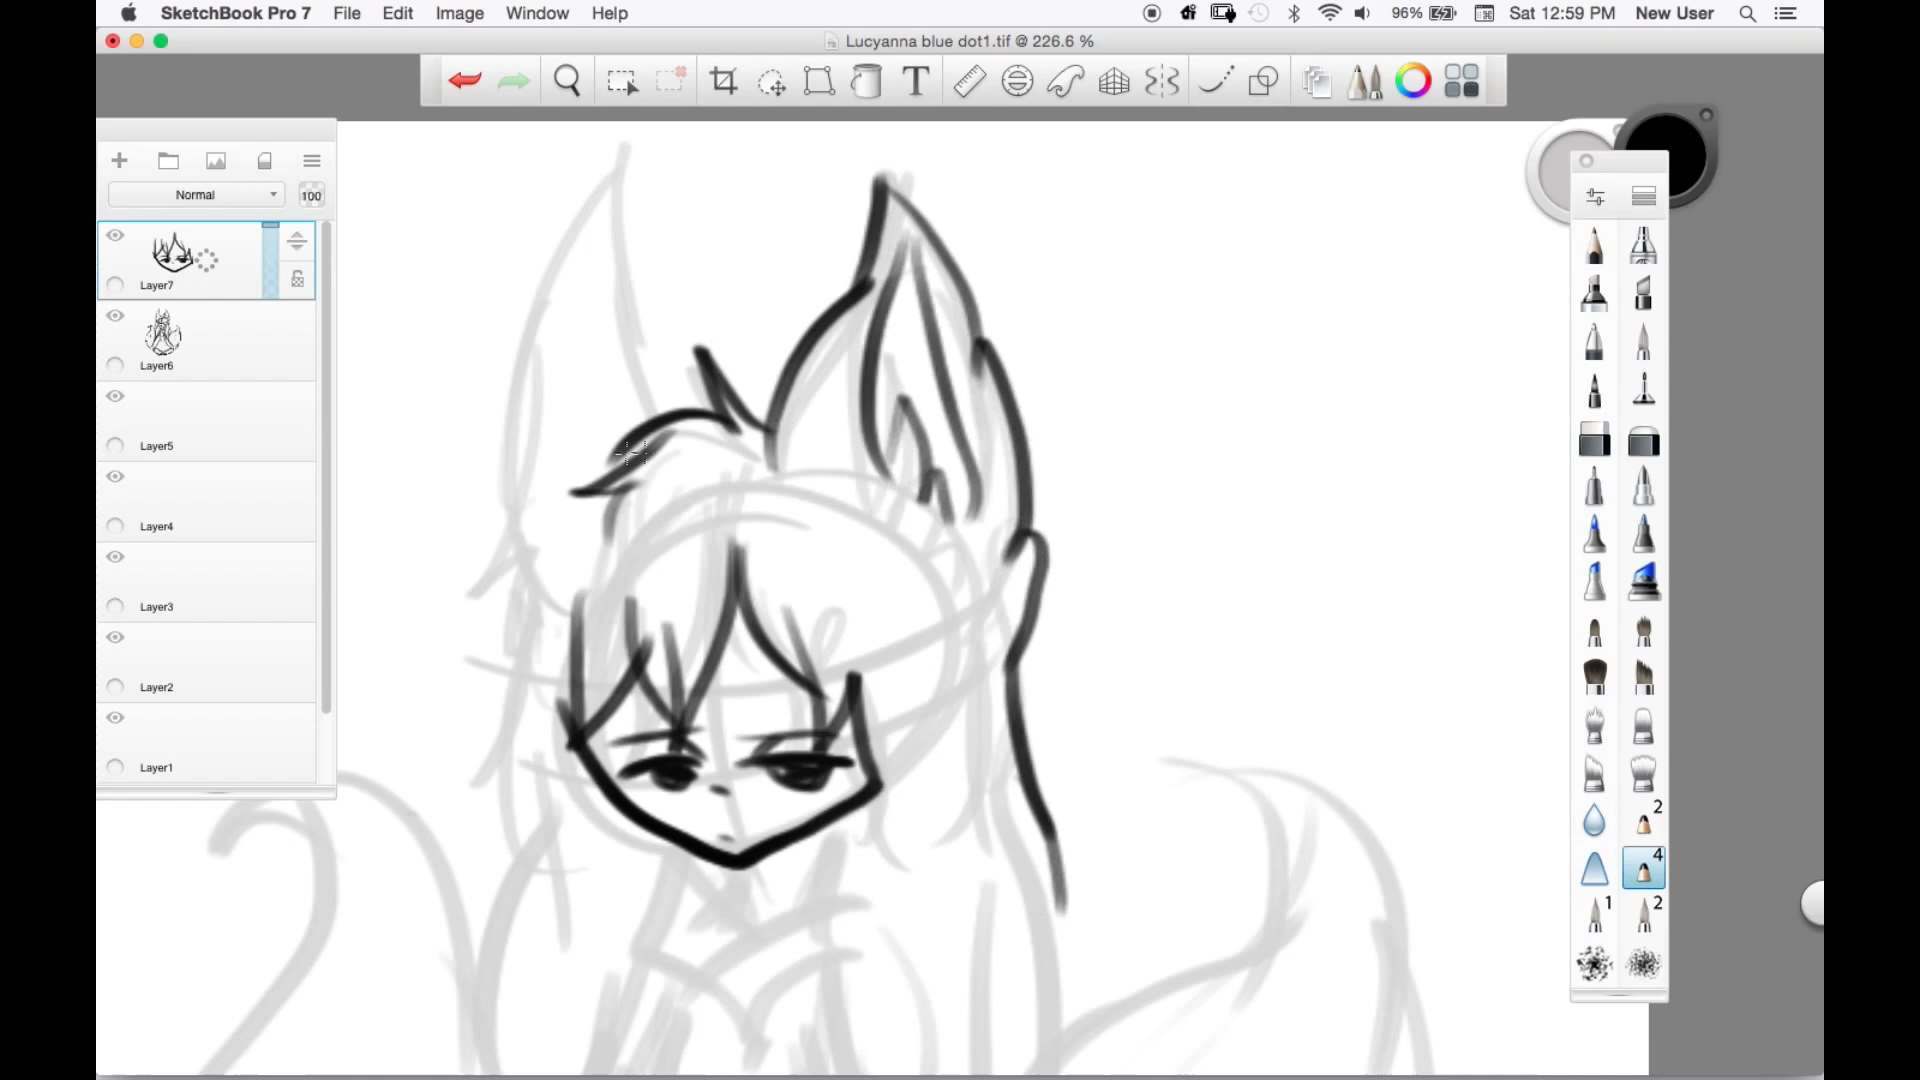 SketchBook Pro 7 File Edit Image Window Help 96% Sat 12:59 PM New User
Lucyanna blue dot1.tif @ 226.6 %
T
Normal 100
Layer7
Layer6
Layer5
Layer4
Layer3
Layer2
Layer1
2
4
1 2